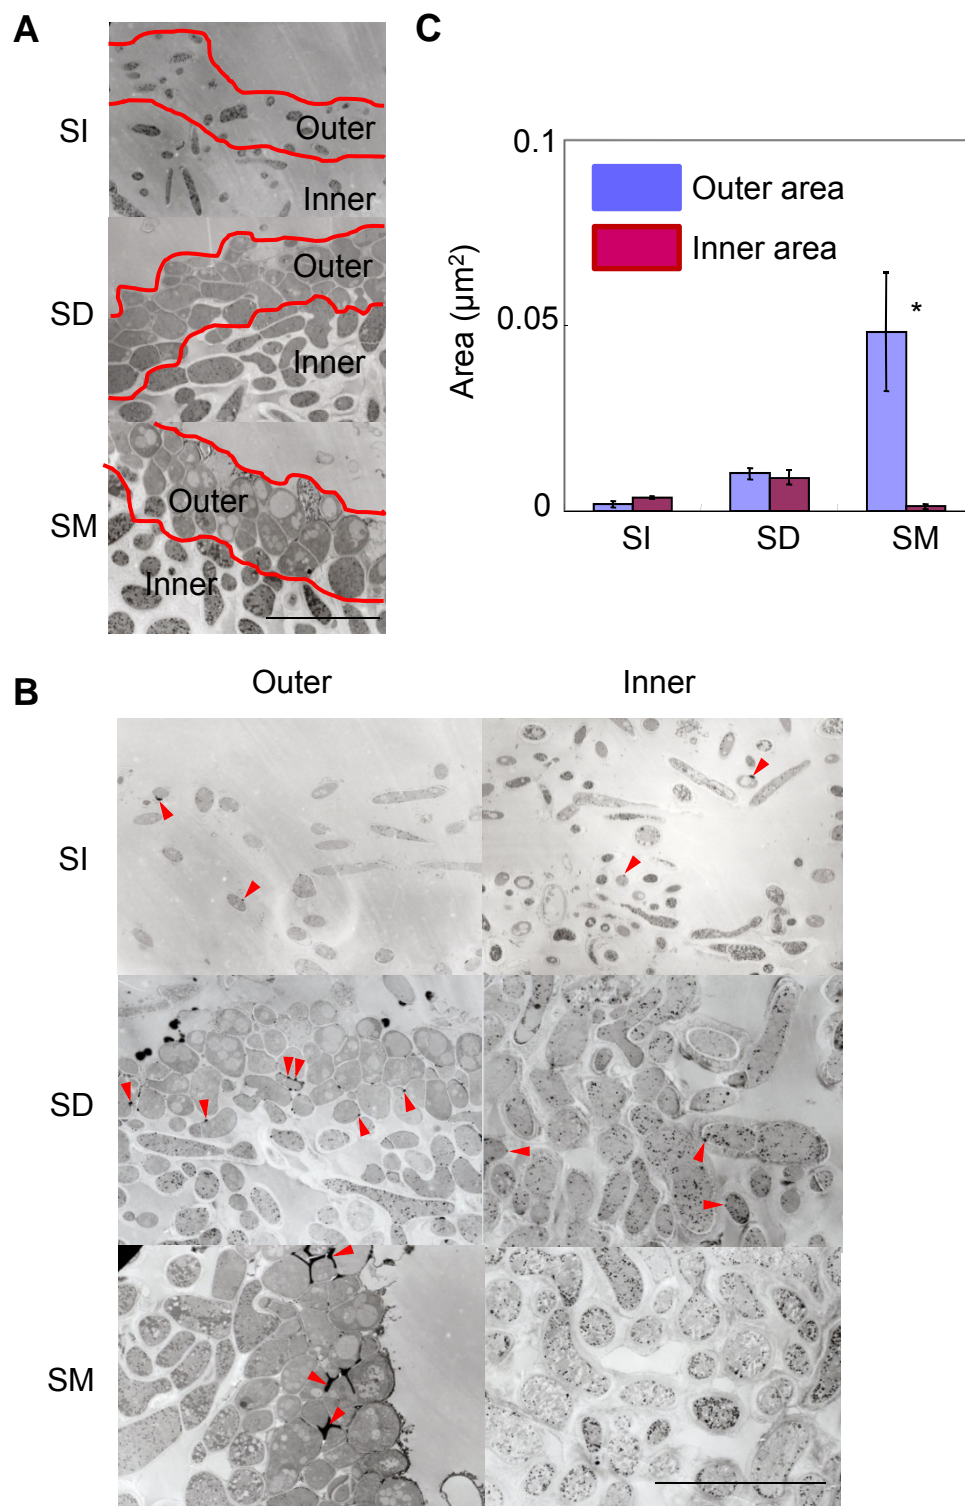 A
SI
Outer
Inner
SD
Outer
Inner
SM
Outer
Inner
C
0.1
0.05
0
Area (µm²)
Outer area
Inner area
*
SI
SD
SM
B
Outer
Inner
SI
SD
SM